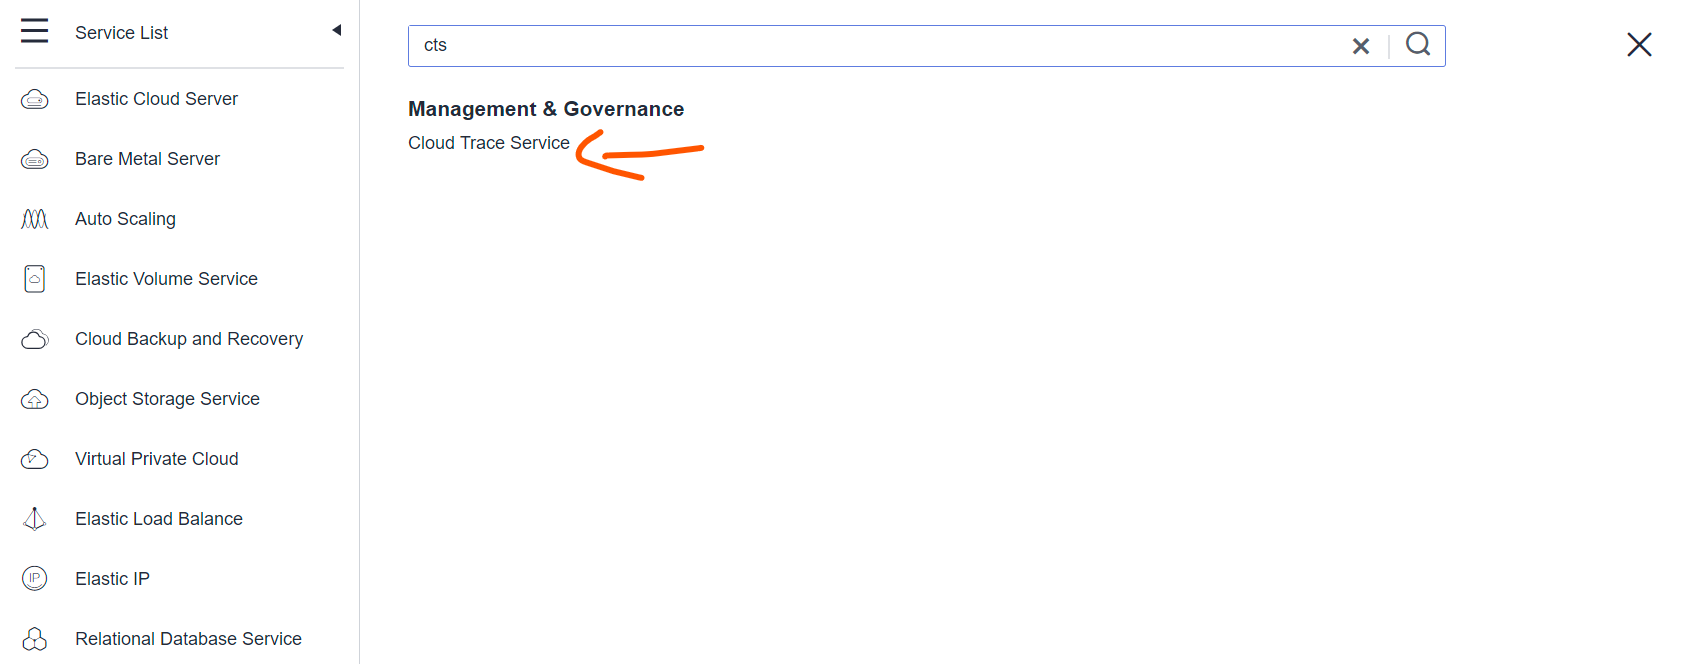 Service List
Elastic Cloud Server
Bare Metal Server
Auto Scaling
Elastic Volume Service
Cloud Backup and Recovery
Object Storage Service
Virtual Private Cloud
Elastic Load Balance
IP
Elastic IP
Relational Database Service
cts
Management & Governance
Cloud Trace Service